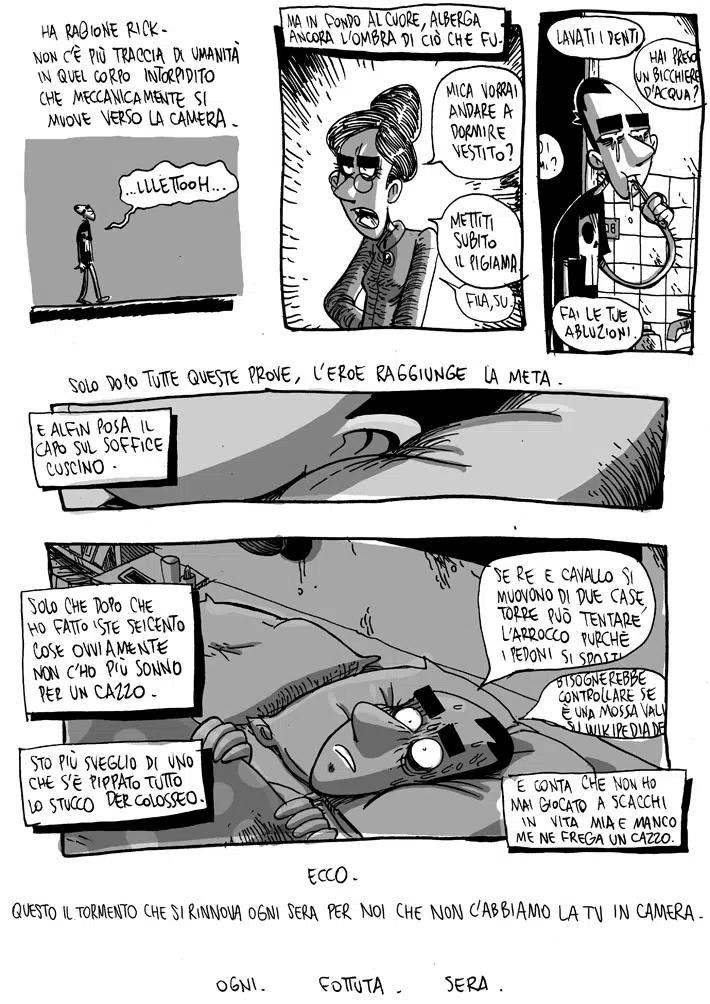 HA RAGIONE RICK.
NON C'È PIÙ TRACCIA DI UMANITÀ
IN QUEL CORPO INTORPIDITO
CHE MECCANICAMENTE SI
MUOVE VERSO LA CAMERA.
...LLLETTOOH...
MA IN FONDO AL CUORE, ALBERGA
ANCORA L'OMBRA DI CIÒ CHE FU.
MICA VORRAI
ANDARE A
DORMIRE
VESTITO?
METTITI
SUBITO
IL PIGIAMA
FILA, SU.
LAVATI I DENTI
HAI PRESO
UN BICCHIERE
D'ACQUA?
FAI LE TUE
ABLUZIONI.
SOLO DOPO TUTTE QUESTE PROVE, L'EROE RAGGIUNGE LA META.
E ALFIN POSA IL
CAPO SUL SOFFICE
CUSCINO.
SOLO CHE DOPO CHE
HO FATTO 'STE SEICENTO
COSE OVVIAMENTE
NON C'HO PIÙ SONNO
PER UN CAZZO.
SE RE E CAVALLO SI
MUOVONO DI DUE CASE,
TORRE PUÒ TENTARE
L'ARROCCO PURCHÈ
I PEDONI SI SPOSTI
BISOGNEREBBE
CONTROLLARE SE
È UNA MOSSA VALI
SU WIKIPEDIA DE
STO PIÙ SVEGLIO DI UNO
CHE S'È PIPPATO TUTTO
LO STUCCO DER COLOSSEO.
E CONTA CHE NON HO
MAI GIOCATO A SCACCHI
IN VITA MIA E MANCO
ME NE FREGA UN CAZZO.
ECCO.
QUESTO IL TORMENTO CHE SI RINNOVA OGNI SERA PER NOI CHE NON C'ABBIAMO LA TV IN CAMERA.
OGNI. FOTTUTA. SERA.